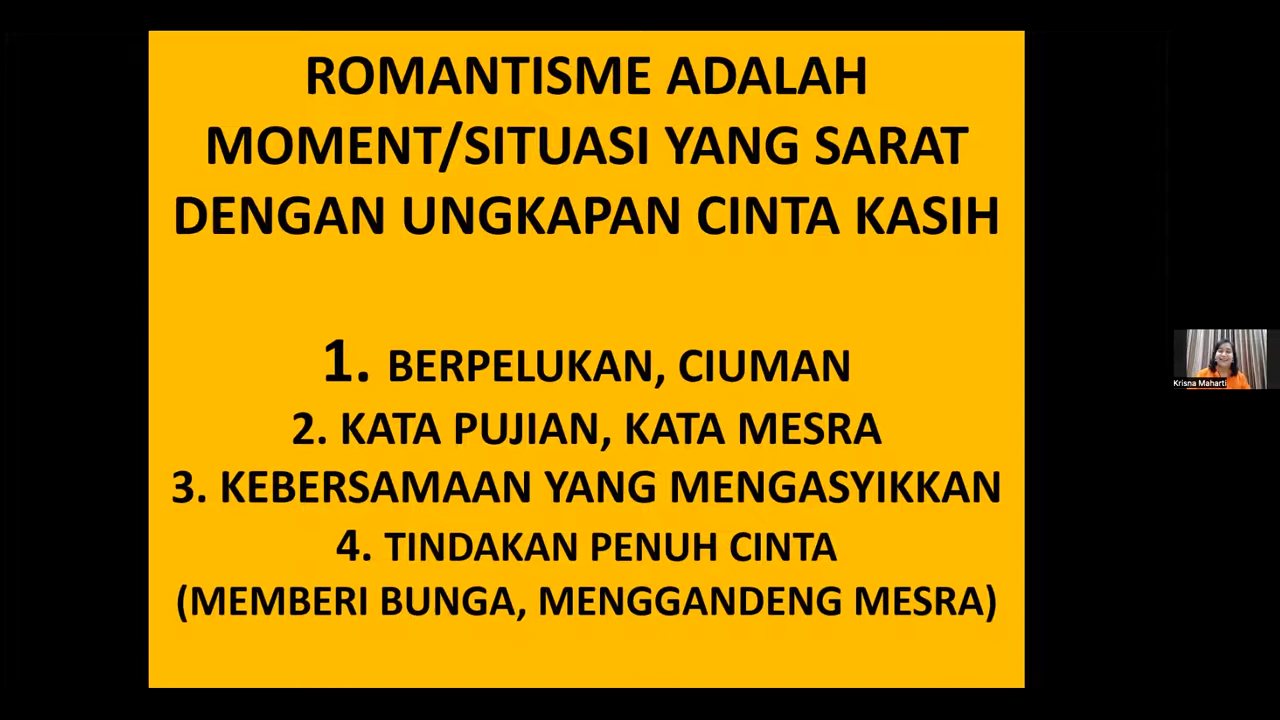 ROMANTISME ADALAH
MOMENT/SITUASI YANG SARAT
DENGAN UNGKAPAN CINTA KASIH
1. BERPELUKAN, CIUMAN
2. KATA PUJIAN, KATA MESRA
3. KEBERSAMAAN YANG MENGASYIKKAN
4. TINDAKAN PENUH CINTA
(MEMBERI BUNGA, MENGGANDENG MESRA)
Krisna Maharti